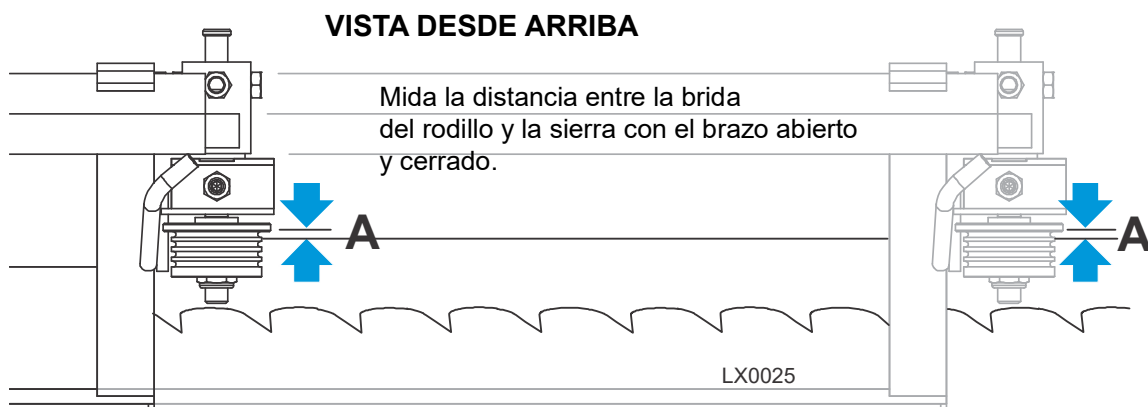 VISTA DESDE ARRIBA
Mida la distancia entre la brida
del rodillo y la sierra con el brazo abierto
y cerrado.
A
A
LX0025